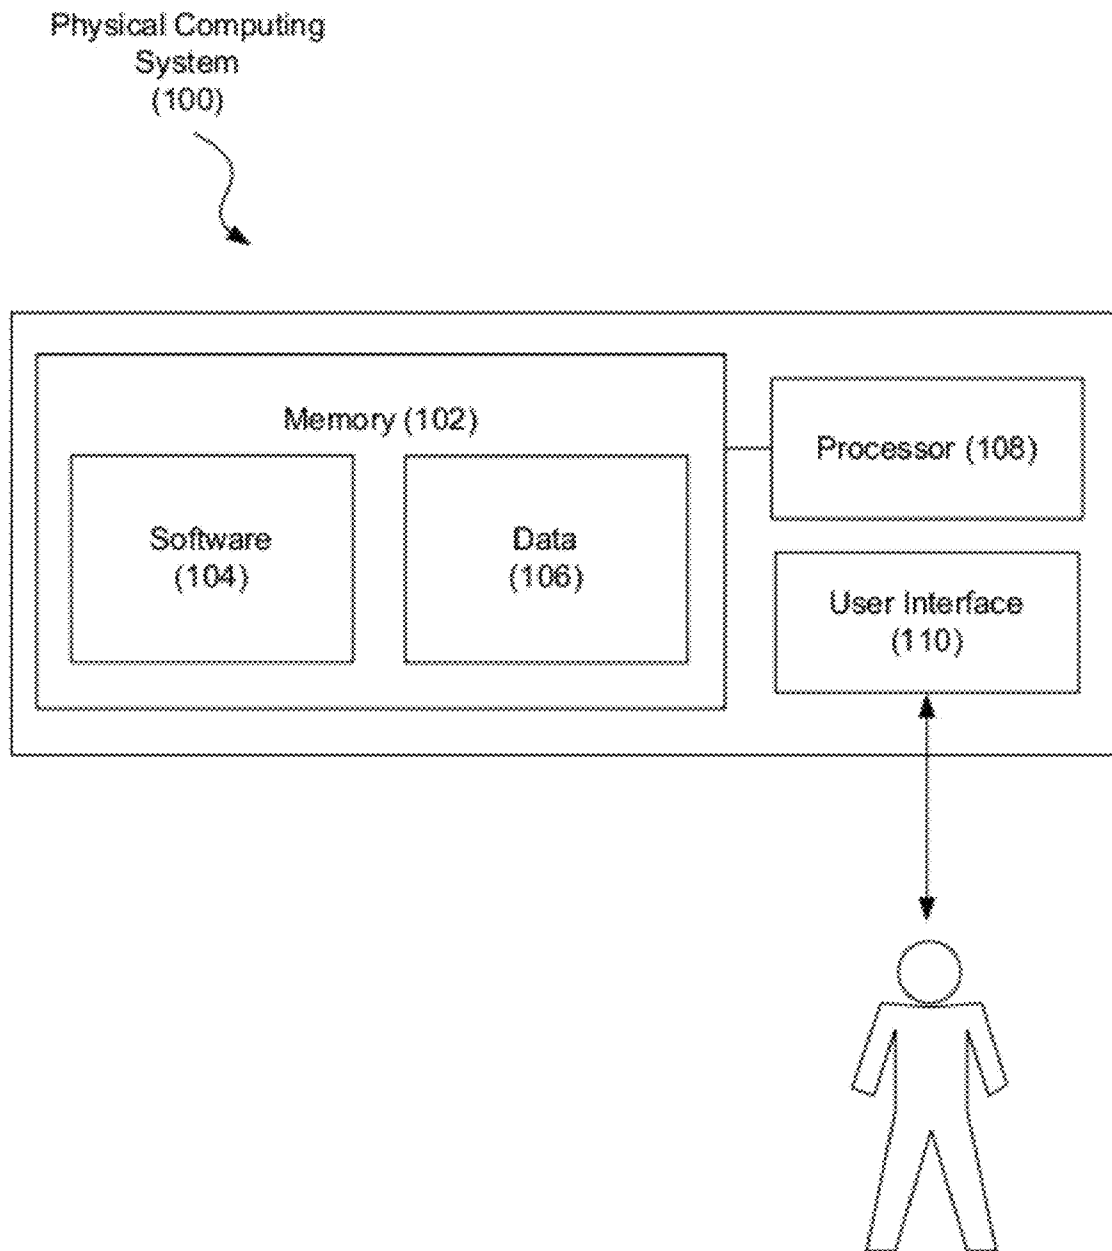 Physical Computing
System
(100)
Memory (102)
Processor (108)
Software
(104)
Data
(106)
User Interface
(110)